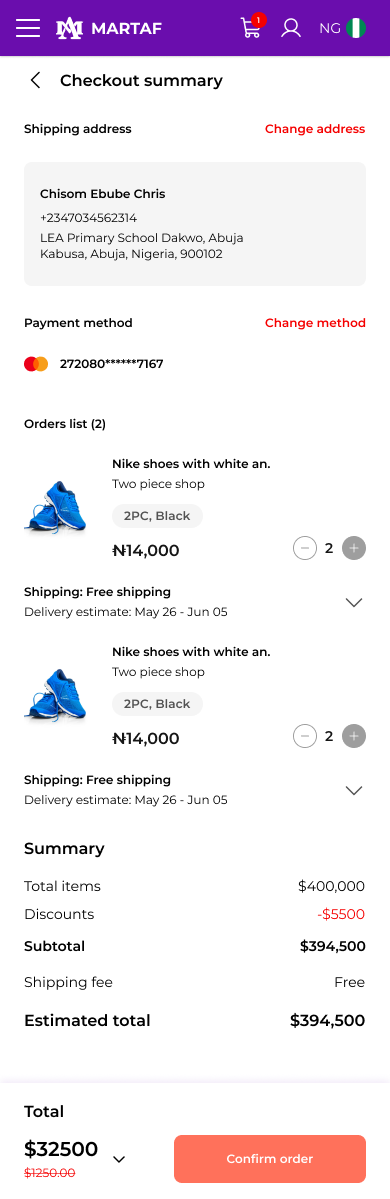 MARTAF
1
NG
Checkout summary
Shipping address
Change address
Chisom Ebube Chris
+2347034562314
LEA Primary School Dakwo, Abuja
Kabusa, Abuja, Nigeria, 900102
Payment method
Change method
272080******7167
Orders list (2)
Nike shoes with white an.
Two piece shop
2PC, Black
₦14,000
2
Shipping: Free shipping
Delivery estimate: May 26 - Jun 05
Nike shoes with white an.
Two piece shop
2PC, Black
₦14,000
2
Shipping: Free shipping
Delivery estimate: May 26 - Jun 05
Summary
Total items $400,000
Discounts -$5500
Subtotal $394,500
Shipping fee Free
Estimated total $394,500
Total
$32500
$1250.00
Confirm order